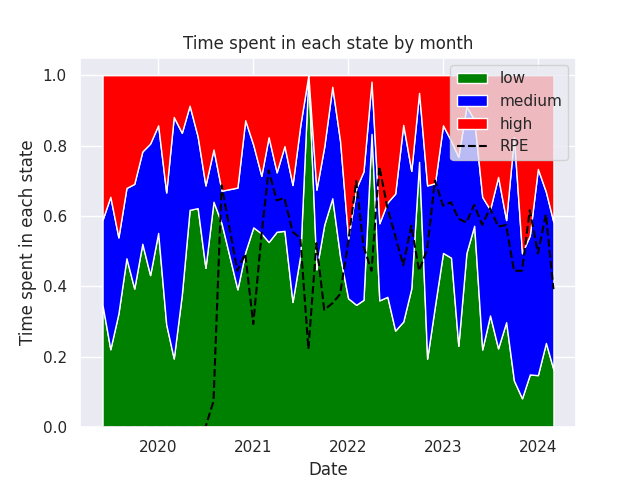 Time spent in each state by month
low
medium
high
RPE
Time spent in each state
1.0
0.8
0.6
0.4
0.2
0.0
2020
2021
2022
2023
2024
Date